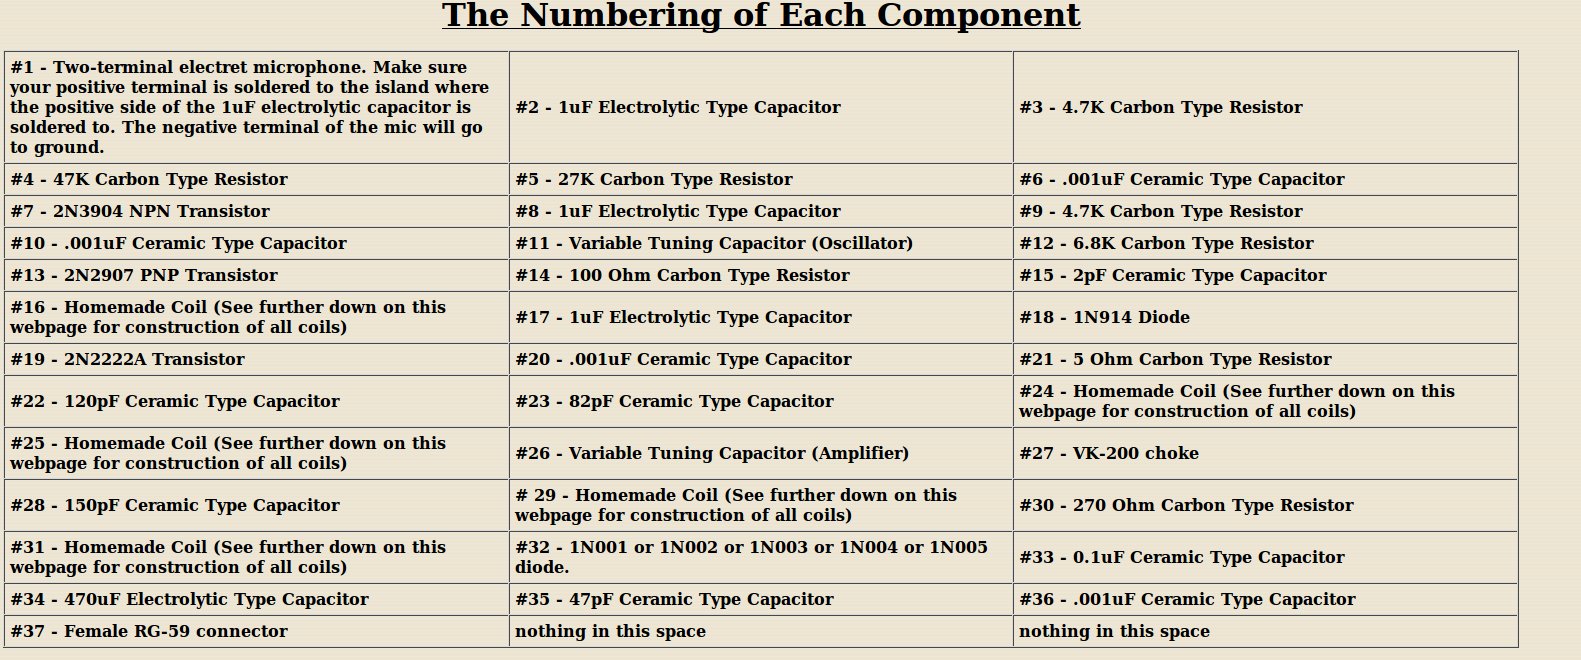 The Numbering of Each Component
#1 - Two-terminal electret microphone. Make sure
your positive terminal is soldered to the island where
the positive side of the 1uF electrolytic capacitor is
soldered to. The negative terminal of the mic will go
to ground.
#2 - 1uF Electrolytic Type Capacitor
#3 - 4.7K Carbon Type Resistor
#4 - 47K Carbon Type Resistor
#5 - 27K Carbon Type Resistor
#6 - .001uF Ceramic Type Capacitor
#7 - 2N3904 NPN Transistor
#8 - 1uF Electrolytic Type Capacitor
#9 - 4.7K Carbon Type Resistor
#10 - .001uF Ceramic Type Capacitor
#11 - Variable Tuning Capacitor (Oscillator)
#12 - 6.8K Carbon Type Resistor
#13 - 2N2907 PNP Transistor
#14 - 100 Ohm Carbon Type Resistor
#15 - 2pF Ceramic Type Capacitor
#16 - Homemade Coil (See further down on this
webpage for construction of all coils)
#17 - 1uF Electrolytic Type Capacitor
#18 - 1N914 Diode
#19 - 2N2222A Transistor
#20 - .001uF Ceramic Type Capacitor
#21 - 5 Ohm Carbon Type Resistor
#22 - 120pF Ceramic Type Capacitor
#23 - 82pF Ceramic Type Capacitor
#24 - Homemade Coil (See further down on this
webpage for construction of all coils)
#25 - Homemade Coil (See further down on this
webpage for construction of all coils)
#26 - Variable Tuning Capacitor (Amplifier)
#27 - VK-200 choke
#28 - 150pF Ceramic Type Capacitor
# 29 - Homemade Coil (See further down on this
webpage for construction of all coils)
#30 - 270 Ohm Carbon Type Resistor
#31 - Homemade Coil (See further down on this
webpage for construction of all coils)
#32 - 1N001 or 1N002 or 1N003 or 1N004 or 1N005
diode.
#33 - 0.1uF Ceramic Type Capacitor
#34 - 470uF Electrolytic Type Capacitor
#35 - 47pF Ceramic Type Capacitor
#36 - .001uF Ceramic Type Capacitor
#37 - Female RG-59 connector
nothing in this space
nothing in this space